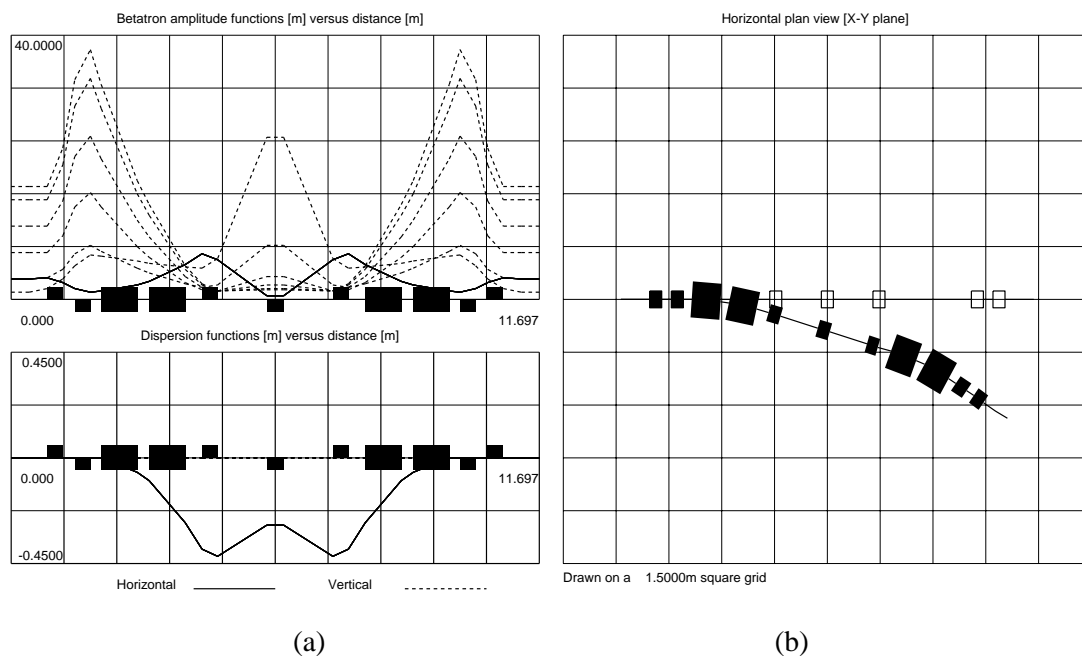 Betatron amplitude functions [m] versus distance [m]
40.0000
0.000
11.697
Dispersion functions [m] versus distance [m]
0.4500
0.000
11.697
-0.4500
Horizontal
Vertical
(a)
Horizontal plan view [X-Y plane]
Drawn on a 1.5000m square grid
(b)